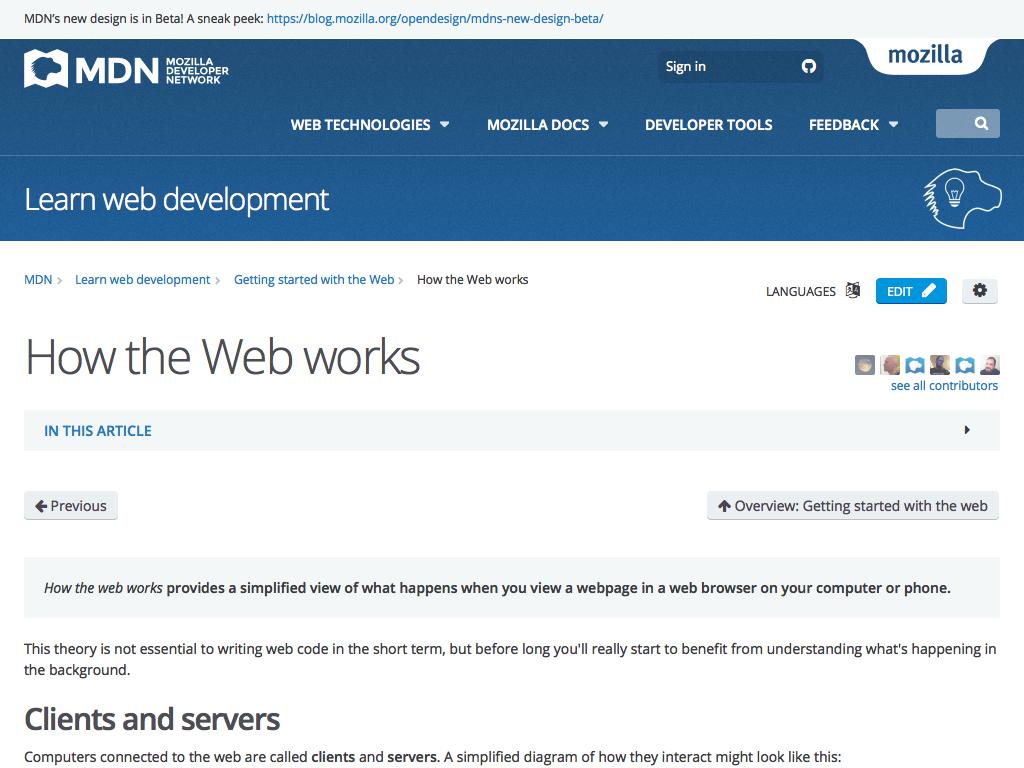 MDN's new design is in Beta! A sneak peek: https://blog.mozilla.org/opendesign/mdns-new-design-beta/
MDN MOZILLA DEVELOPER NETWORK
Sign in
mozilla
WEB TECHNOLOGIES
MOZILLA DOCS
DEVELOPER TOOLS
FEEDBACK
Learn web development
MDN
Learn web development
Getting started with the Web
How the Web works
LANGUAGES
EDIT
How the Web works
see all contributors
IN THIS ARTICLE
Previous
Overview: Getting started with the web
How the web works provides a simplified view of what happens when you view a webpage in a web browser on your computer or phone.
This theory is not essential to writing web code in the short term, but before long you'll really start to benefit from understanding what's happening in
the background.
Clients and servers
Computers connected to the web are called clients and servers. A simplified diagram of how they interact might look like this: